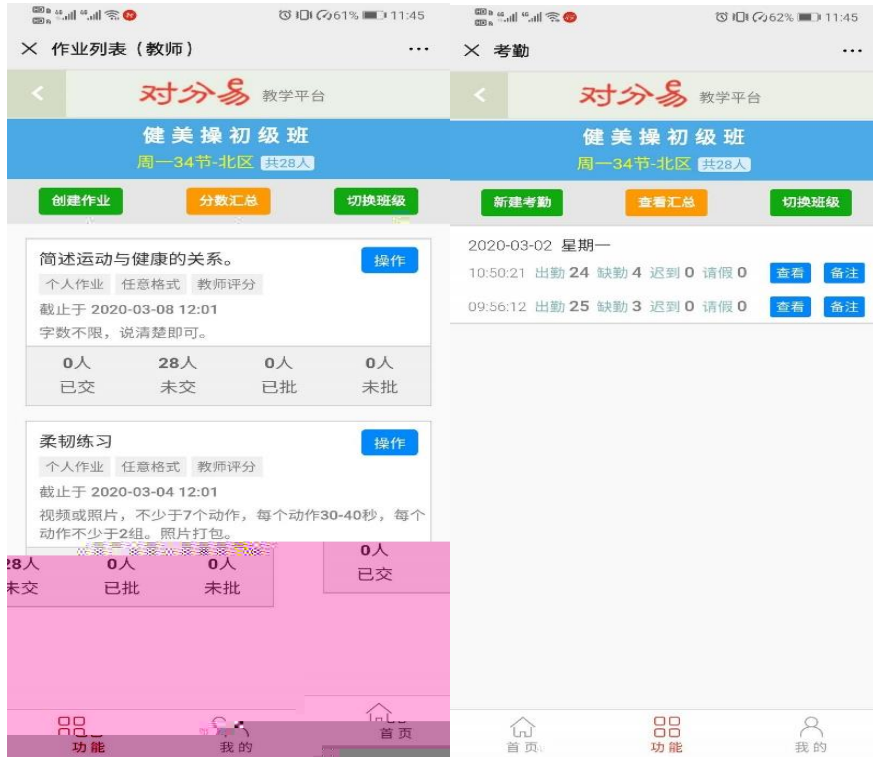 61% 11:45
作业列表（教师）
对分易 教学平台
健美操初级班
周一34节-北区 共28人
创建作业 分数汇总 切换班级
简述运动与健康的关系。 操作
个人作业 任意格式 教师评分
截止于 2020-03-08 12:01
字数不限，说清楚即可。
0人 28人 0人 0人
已交 未交 已批 未批
柔韧练习 操作
个人作业 任意格式 教师评分
截止于 2020-03-04 12:01
视频或照片，不少于7个动作，每个动作30-40秒，每个
动作不少于2组。照片打包。
28人 0人 0人 0人
未交 已批 未批 已交
功能 我的 首页
62% 11:45
考勤
对分易 教学平台
健美操初级班
周一34节-北区 共28人
新建考勤 查看汇总 切换班级
2020-03-02 星期一
10:50:21 出勤 24 缺勤 4 迟到 0 请假 0 查看 备注
09:56:12 出勤 25 缺勤 3 迟到 0 请假 0 查看 备注
首页 功能 我的